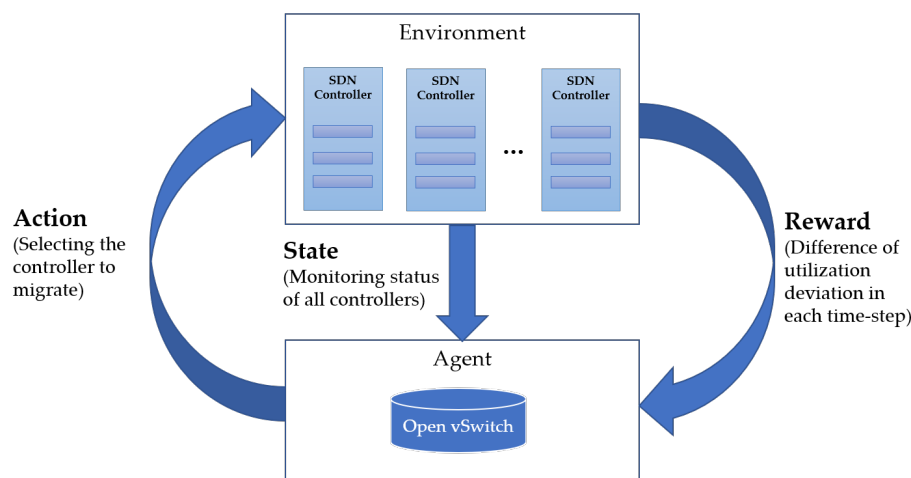 Environment
SDN
Controller
SDN
Controller
...
SDN
Controller
Action
(Selecting the
controller to
migrate)
State
(Monitoring status
of all controllers)
Reward
(Difference of
utilization
deviation in
each time-step)
Agent
Open vSwitch